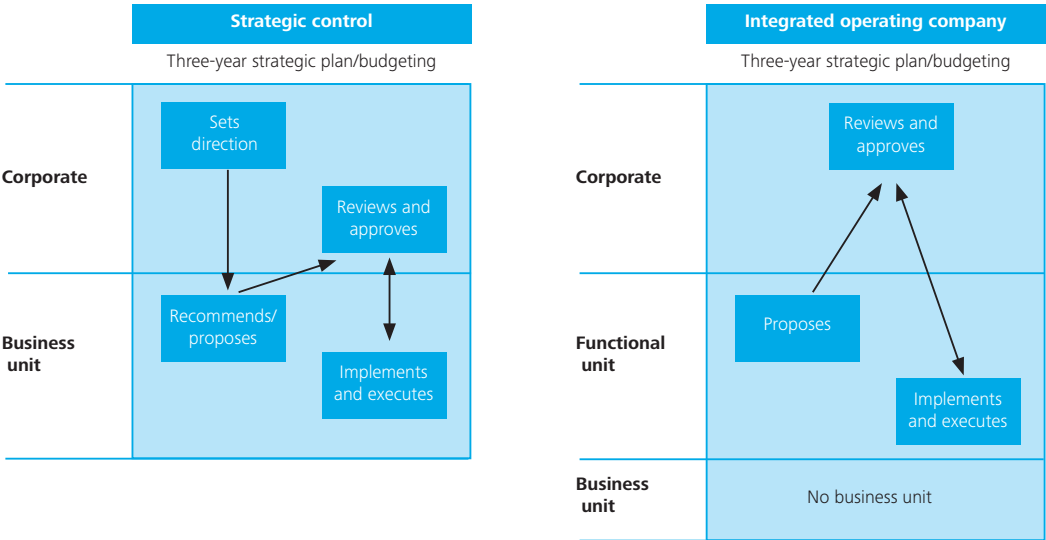 Strategic control
Three-year strategic plan/budgeting
Corporate
Sets
direction
Reviews and
approves
Business
unit
Recommends/
proposes
Implements
and executes
Integrated operating company
Three-year strategic plan/budgeting
Corporate
Reviews and
approves
Functional
unit
Proposes
Implements
and executes
Business
unit
No business unit